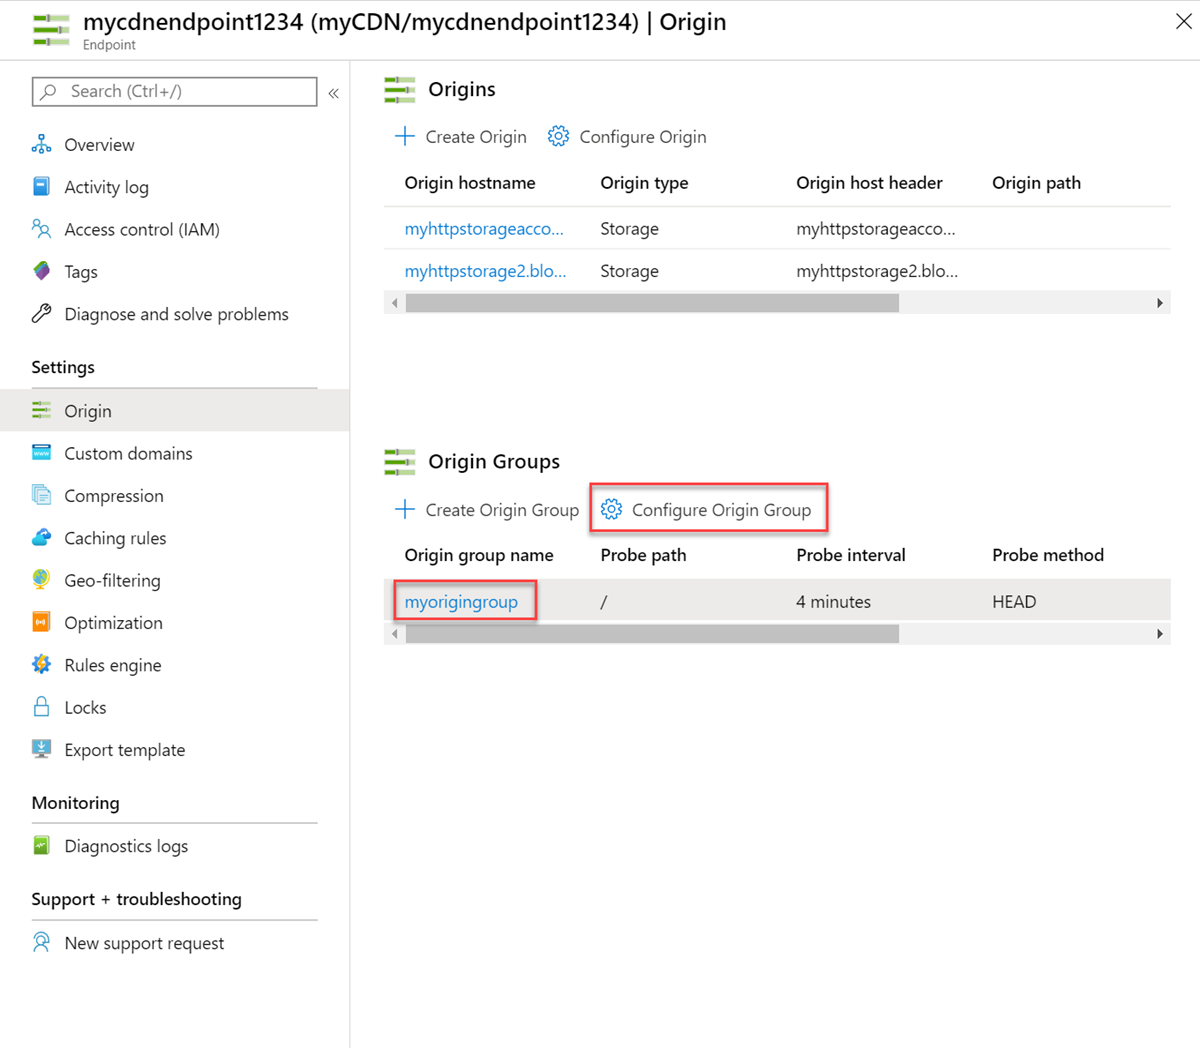 mycdnendpoint1234 (myCDN/mycdnendpoint1234) | Origin
Endpoint
Search (Ctrl+/)
Overview
Activity log
Access control (IAM)
Tags
Diagnose and solve problems
Settings
Origin
Custom domains
Compression
Caching rules
Geo-filtering
Optimization
Rules engine
Locks
Export template
Monitoring
Diagnostics logs
Support + troubleshooting
New support request
Origins
Create Origin Configure Origin
Origin hostname Origin type Origin host header Origin path
myhttpstorageacco... Storage myhttpstorageacco...
myhttpstorage2.blo... Storage myhttpstorage2.blo...
Origin Groups
Create Origin Group Configure Origin Group
Origin group name Probe path Probe interval Probe method
myorigingroup / 4 minutes HEAD